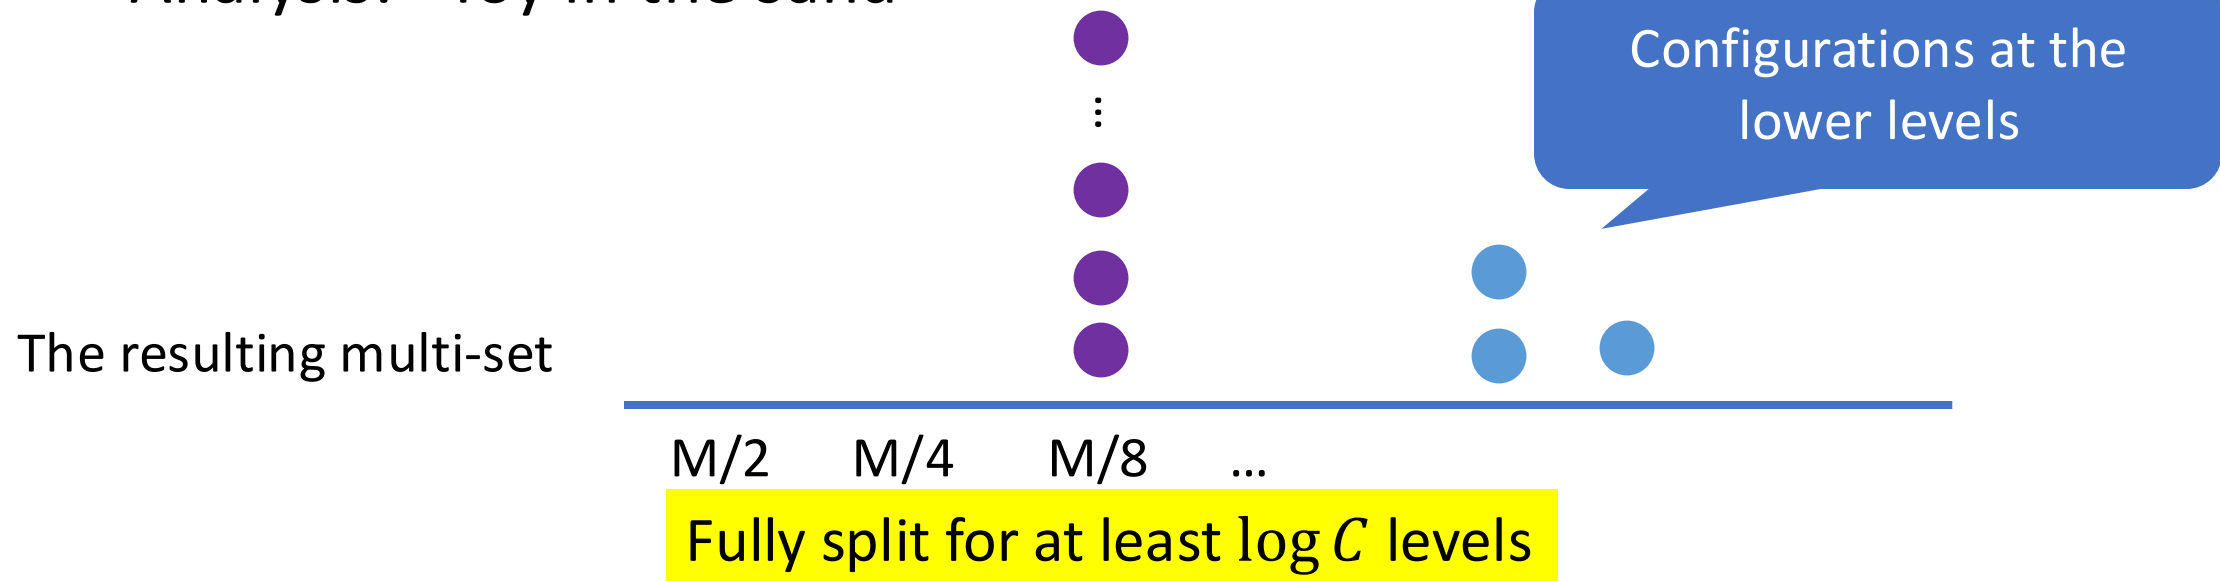 Configurations at the
lower levels
⋮
The resulting multi-set
M/2 M/4 M/8 ...
Fully split for at least log C levels